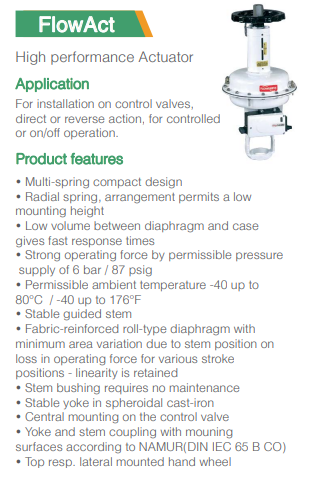 FlowAct
High performance Actuator
Application
For installation on control valves,
direct or reverse action, for controlled
or on/off operation.
Product features
• Multi-spring compact design
• Radial spring, arrangement permits a low
mounting height
• Low volume between diaphragm and case
gives fast response times
• Strong operating force by permissible pressure
supply of 6 bar / 87 psig
• Permissible ambient temperature -40 up to
80°C / -40 up to 176°F
• Stable guided stem
• Fabric-reinforced roll-type diaphragm with
minimum area variation due to stem position on
loss in operating force for various stroke
positions - linearity is retained
• Stem bushing requires no maintenance
• Stable yoke in spheroidal cast-iron
• Central mounting on the control valve
• Yoke and stem coupling with mouning
surfaces according to NAMUR(DIN IEC 65 B CO)
• Top resp. lateral mounted hand wheel